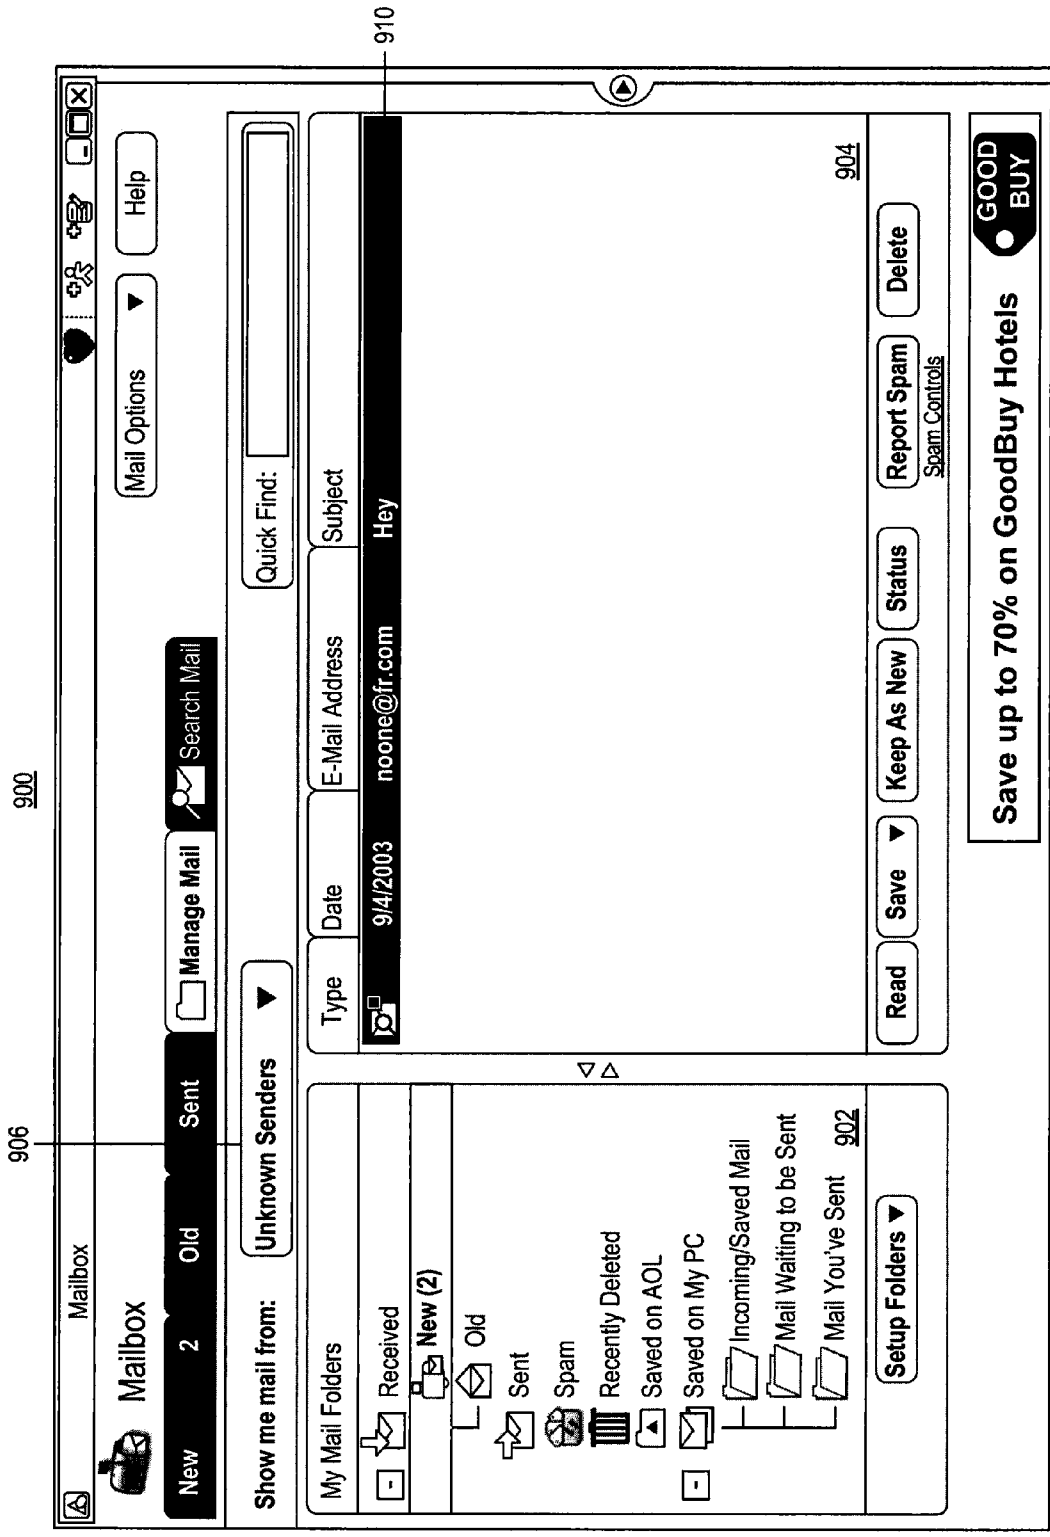 900
Mailbox
Mailbox
Mail Options ▼
Help
New 2
Old
Sent
Manage Mail
Search Mail
906
Show me mail from:
Unknown Senders ▼
Quick Find:
My Mail Folders
Received
New (2)
Old
Sent
Spam
Recently Deleted
Saved on AOL
Saved on My PC
Incoming/Saved Mail
Mail Waiting to be Sent
Mail You've Sent
902
Setup Folders ▼
Type Date E-Mail Address Subject
9/4/2003 noone@fr.com Hey
910
904
Read
Save ▼
Keep As New
Status
Report Spam
Delete
Spam Controls
Save up to 70% on GoodBuy Hotels
GOOD
BUY